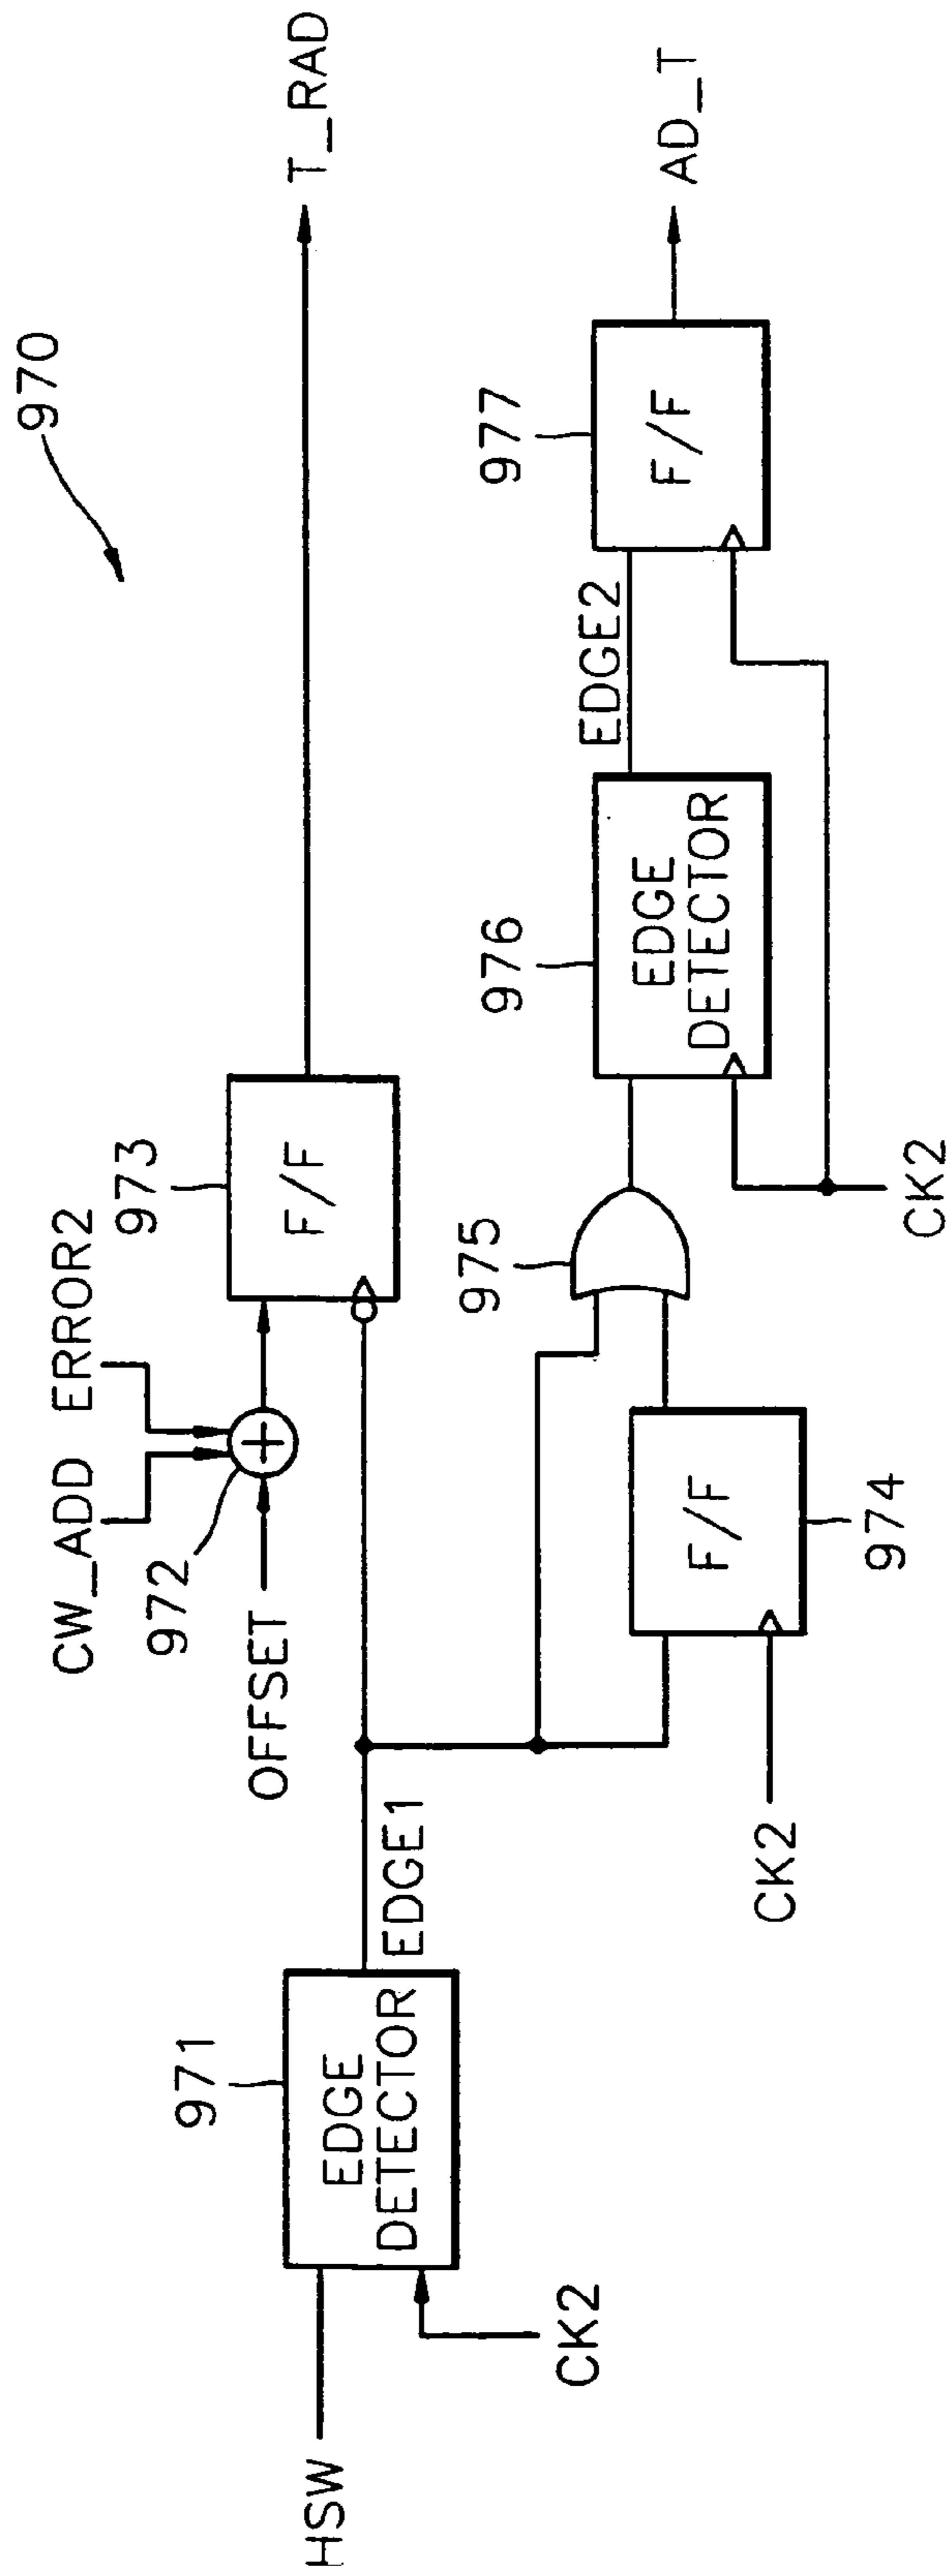 970
HSW
CK2
971
EDGE
DETECTOR
EDGE1
OFFSET
972
CW_ADD
ERROR2
973
F/F
T_RAD
CK2
974
F/F
975
976
EDGE
DETECTOR
CK2
EDGE2
977
F/F
AD_T